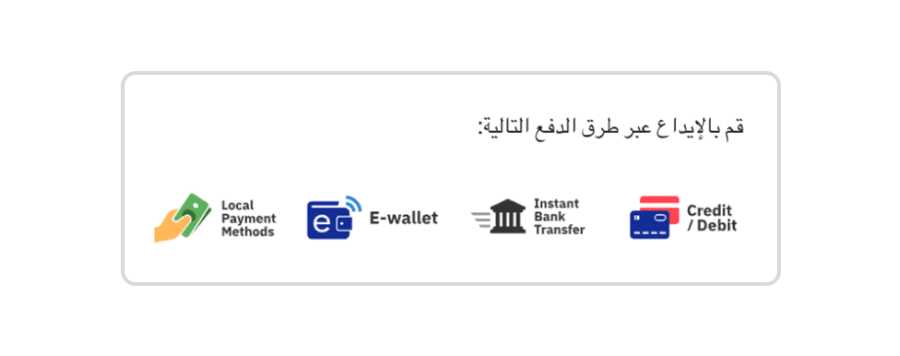 قم بالإيداع عبر طرق الدفع التالية:
Credit
/ Debit
Instant
Bank
Transfer
e
E-wallet
Local
Payment
Methods